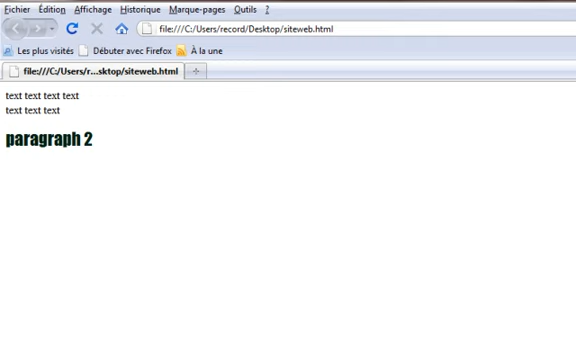 Fichier Édition Affichage Historique Marque-pages Outils ?
file:///C:/Users/record/Desktop/siteweb.html
Les plus visités Débuter avec Firefox À la une
file:///C:/Users/r...sktop/siteweb.html
text text text text
text text text
paragraph 2